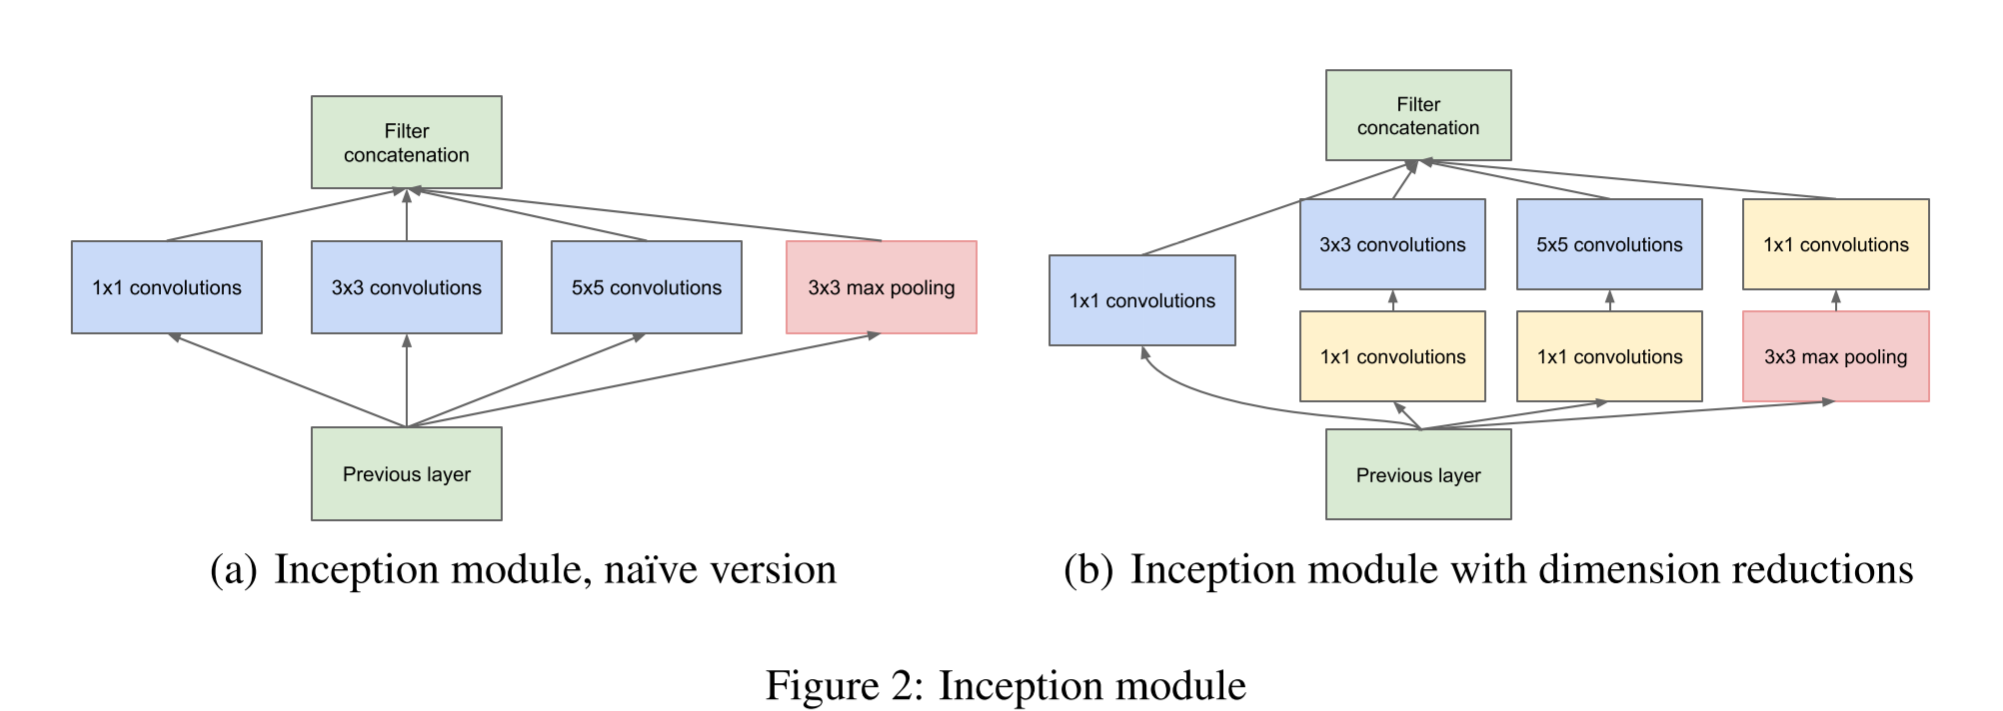 Filter
concatenation
1x1 convolutions
3x3 convolutions
5x5 convolutions
3x3 max pooling
Previous layer
(a) Inception module, naïve version
Filter
concatenation
3x3 convolutions
5x5 convolutions
1x1 convolutions
1x1 convolutions
1x1 convolutions
1x1 convolutions
3x3 max pooling
Previous layer
(b) Inception module with dimension reductions
Figure 2: Inception module